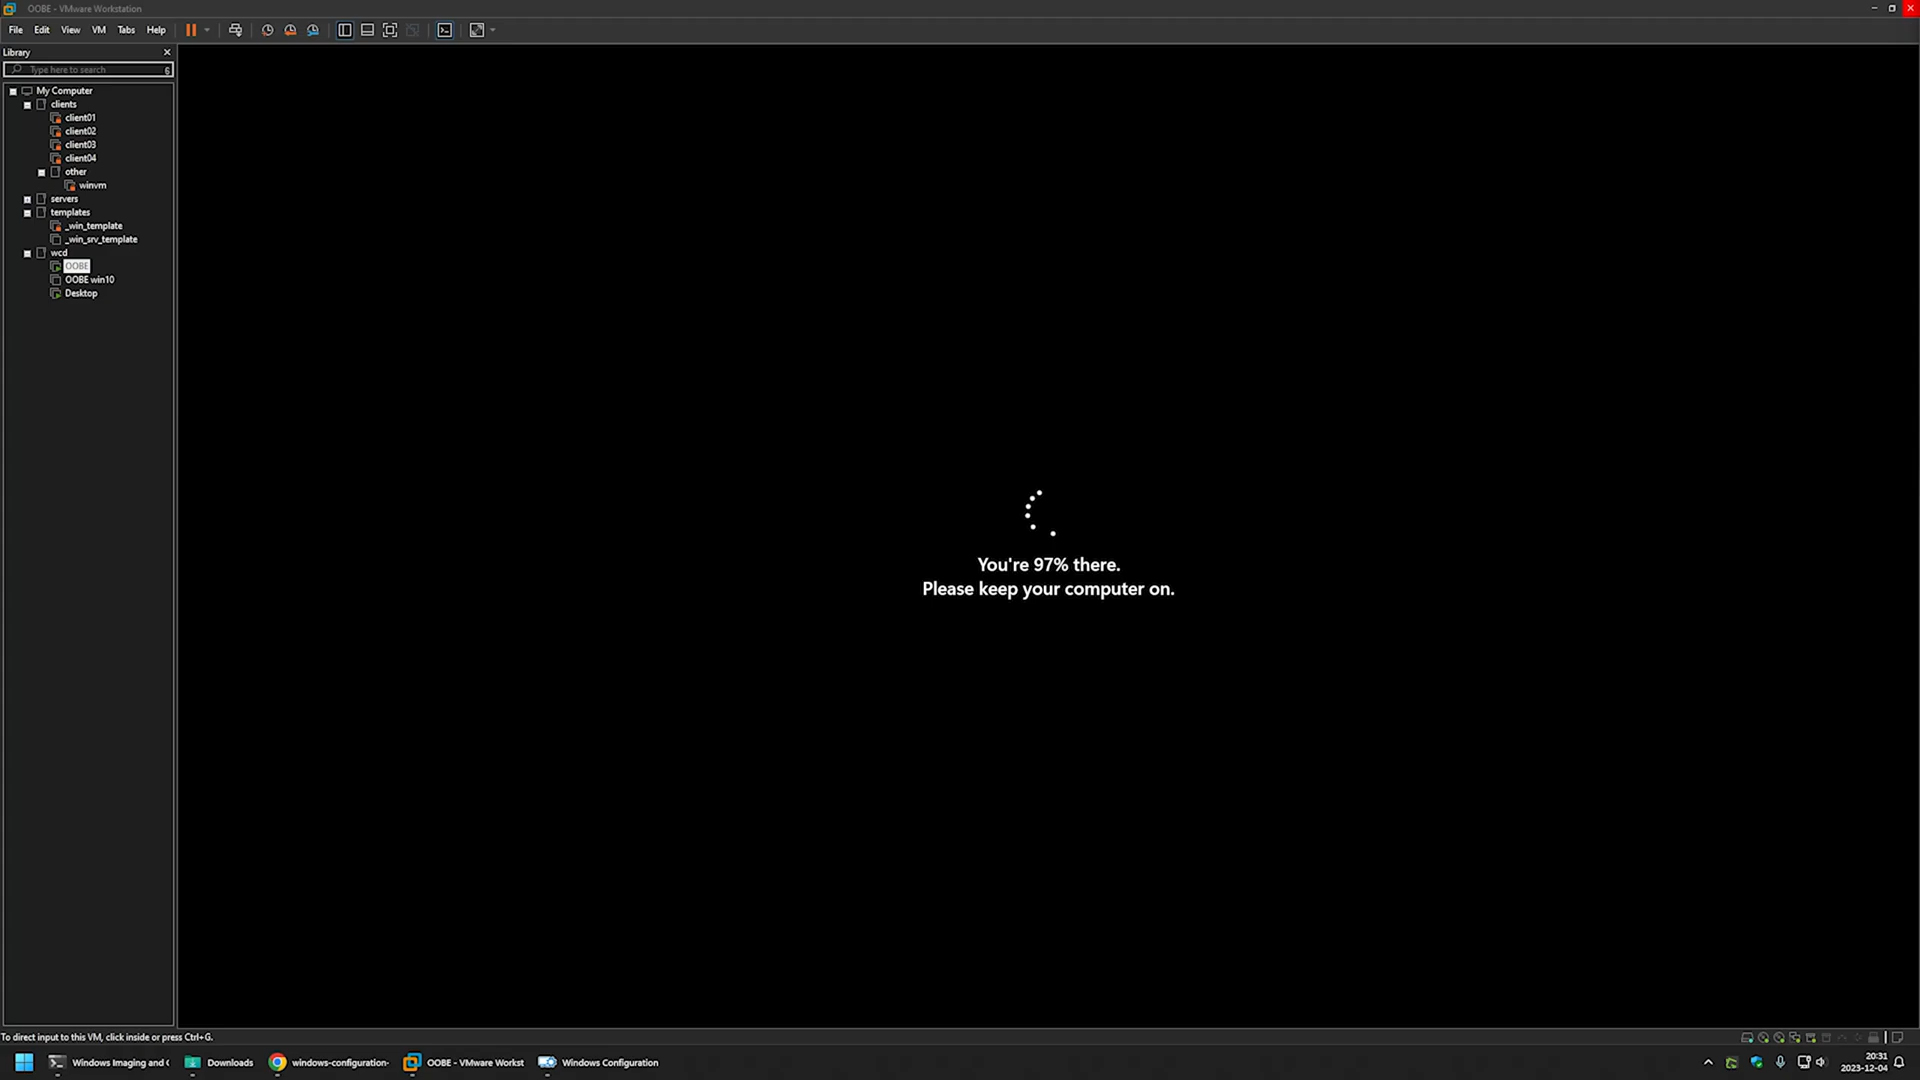 OOBE - VMware Workstation
File Edit View VM Tabs Help
Library
Type here to search
My Computer
clients
client01
client02
client03
client04
other
winvm
servers
templates
_win_template
_win_srv_template
wcd
OOBE
OOBE win10
Desktop
You're 97% there.
Please keep your computer on.
To direct input to this VM, click inside or press Ctrl+G.
Windows Imaging and C
Downloads
windows-configuration-
OOBE - VMware Workst
Windows Configuration
20:31
2023-12-04